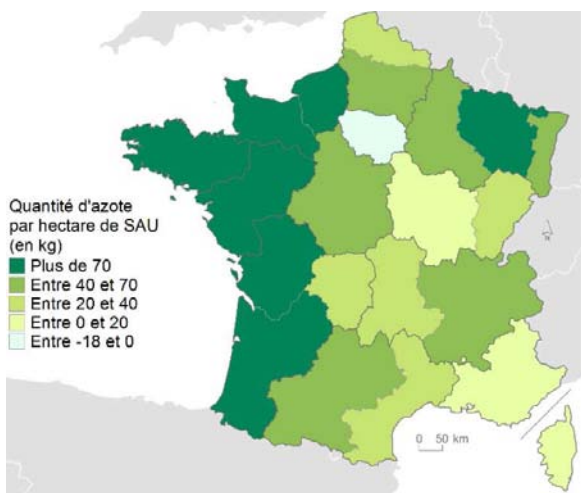 Quantité d'azote
par hectare de SAU
(en kg)
Plus de 70
Entre 40 et 70
Entre 20 et 40
Entre 0 et 20
Entre -18 et 0
0 50 km